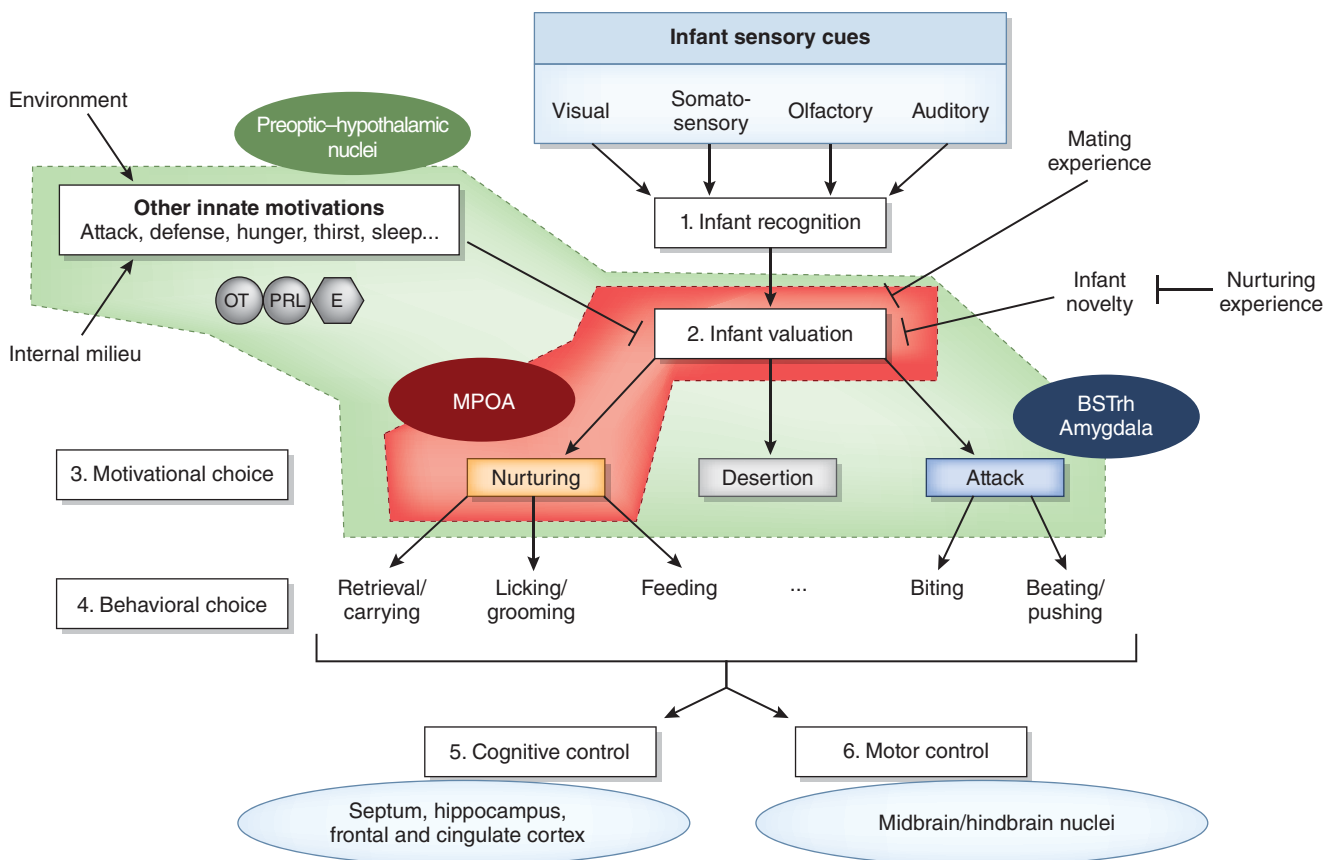 Infant sensory cues
Visual
Somato-
sensory
Olfactory
Auditory
Environment
Preoptic–hypothalamic
nuclei
Mating
experience
Other innate motivations
Attack, defense, hunger, thirst, sleep...
1. Infant recognition
OT
PRL
E
Infant
novelty
Nurturing
experience
Internal milieu
2. Infant valuation
MPOA
BSTrh
Amygdala
3. Motivational choice
Nurturing
Desertion
Attack
4. Behavioral choice
Retrieval/
carrying
Licking/
grooming
Feeding
...
Biting
Beating/
pushing
5. Cognitive control
6. Motor control
Septum, hippocampus,
frontal and cingulate cortex
Midbrain/hindbrain nuclei